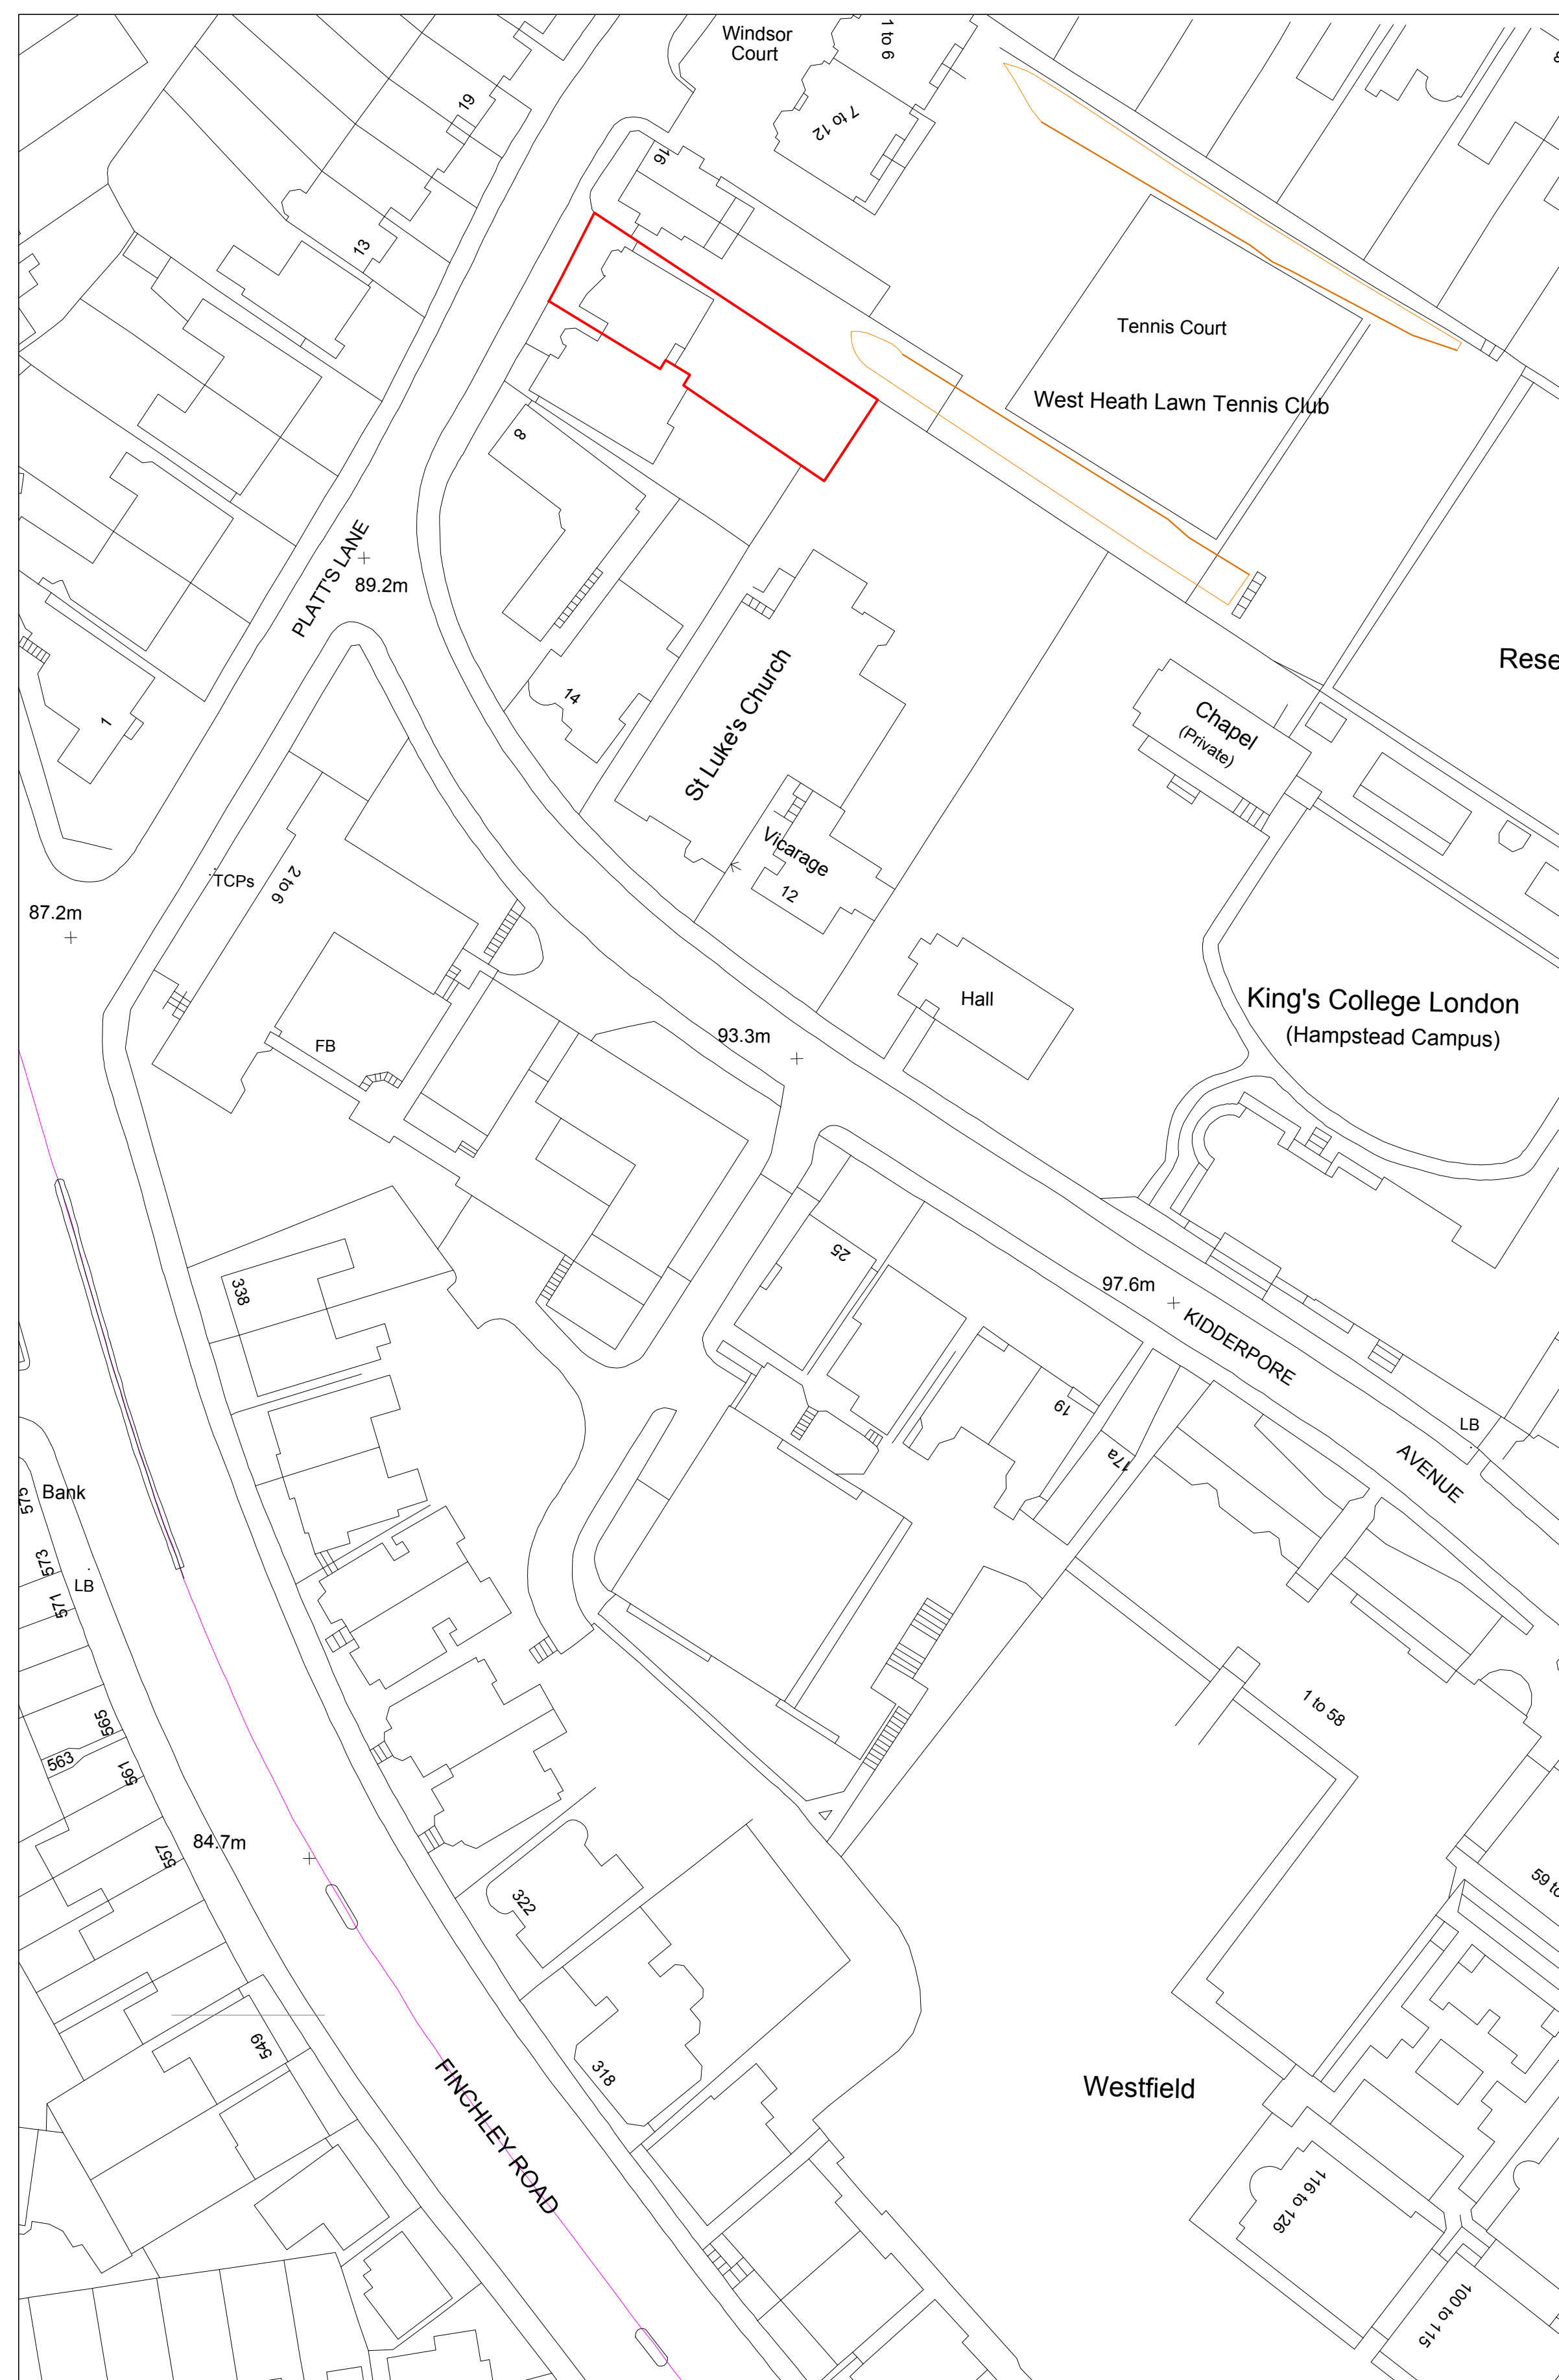 Windsor
Court
1 to 6
7 to 12
19
16
13
Tennis Court
West Heath Lawn Tennis Club
8
PLATT'S LANE
89.2m
14
1
St Luke's Church
Chapel
(Private)
Rese
Vicarage
12
TCPs
2 to 6
87.2m
Hall
King's College London
(Hampstead Campus)
FB
93.3m
25
97.6m
KIDDERPORE
AVENUE
338
19
17a
LB
Bank
575
573
571
LB
1 to 58
565
563
561
557
84.7m
322
59 to
549
318
FINCHLEY ROAD
Westfield
116 to 126
100 to 115